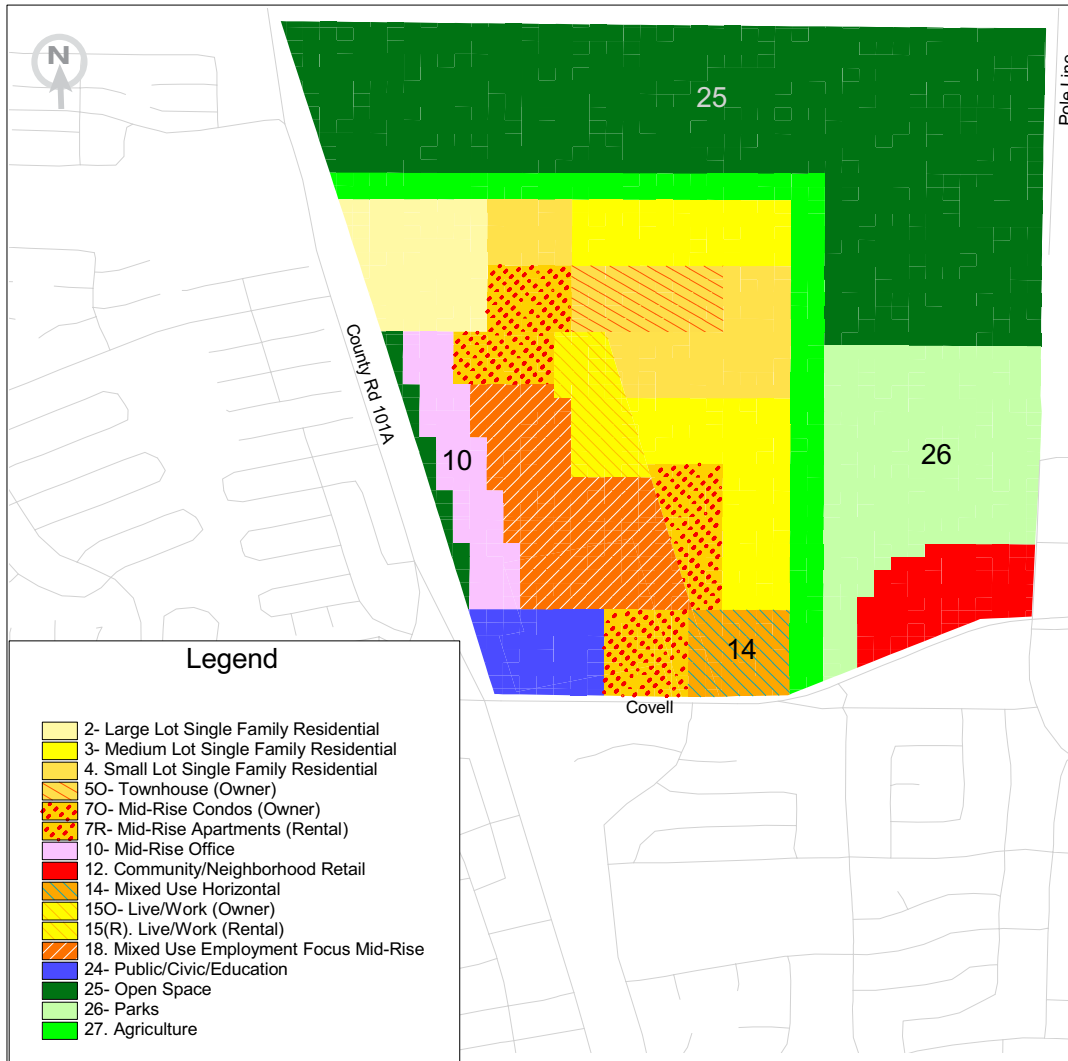 N
25
Pole Line
County Rd 101A
10
26
14
Covell
Legend
2- Large Lot Single Family Residential
3- Medium Lot Single Family Residential
4. Small Lot Single Family Residential
5O- Townhouse (Owner)
7O- Mid-Rise Condos (Owner)
7R- Mid-Rise Apartments (Rental)
10- Mid-Rise Office
12. Community/Neighborhood Retail
14- Mixed Use Horizontal
15O- Live/Work (Owner)
15(R). Live/Work (Rental)
18. Mixed Use Employment Focus Mid-Rise
24- Public/Civic/Education
25- Open Space
26- Parks
27. Agriculture